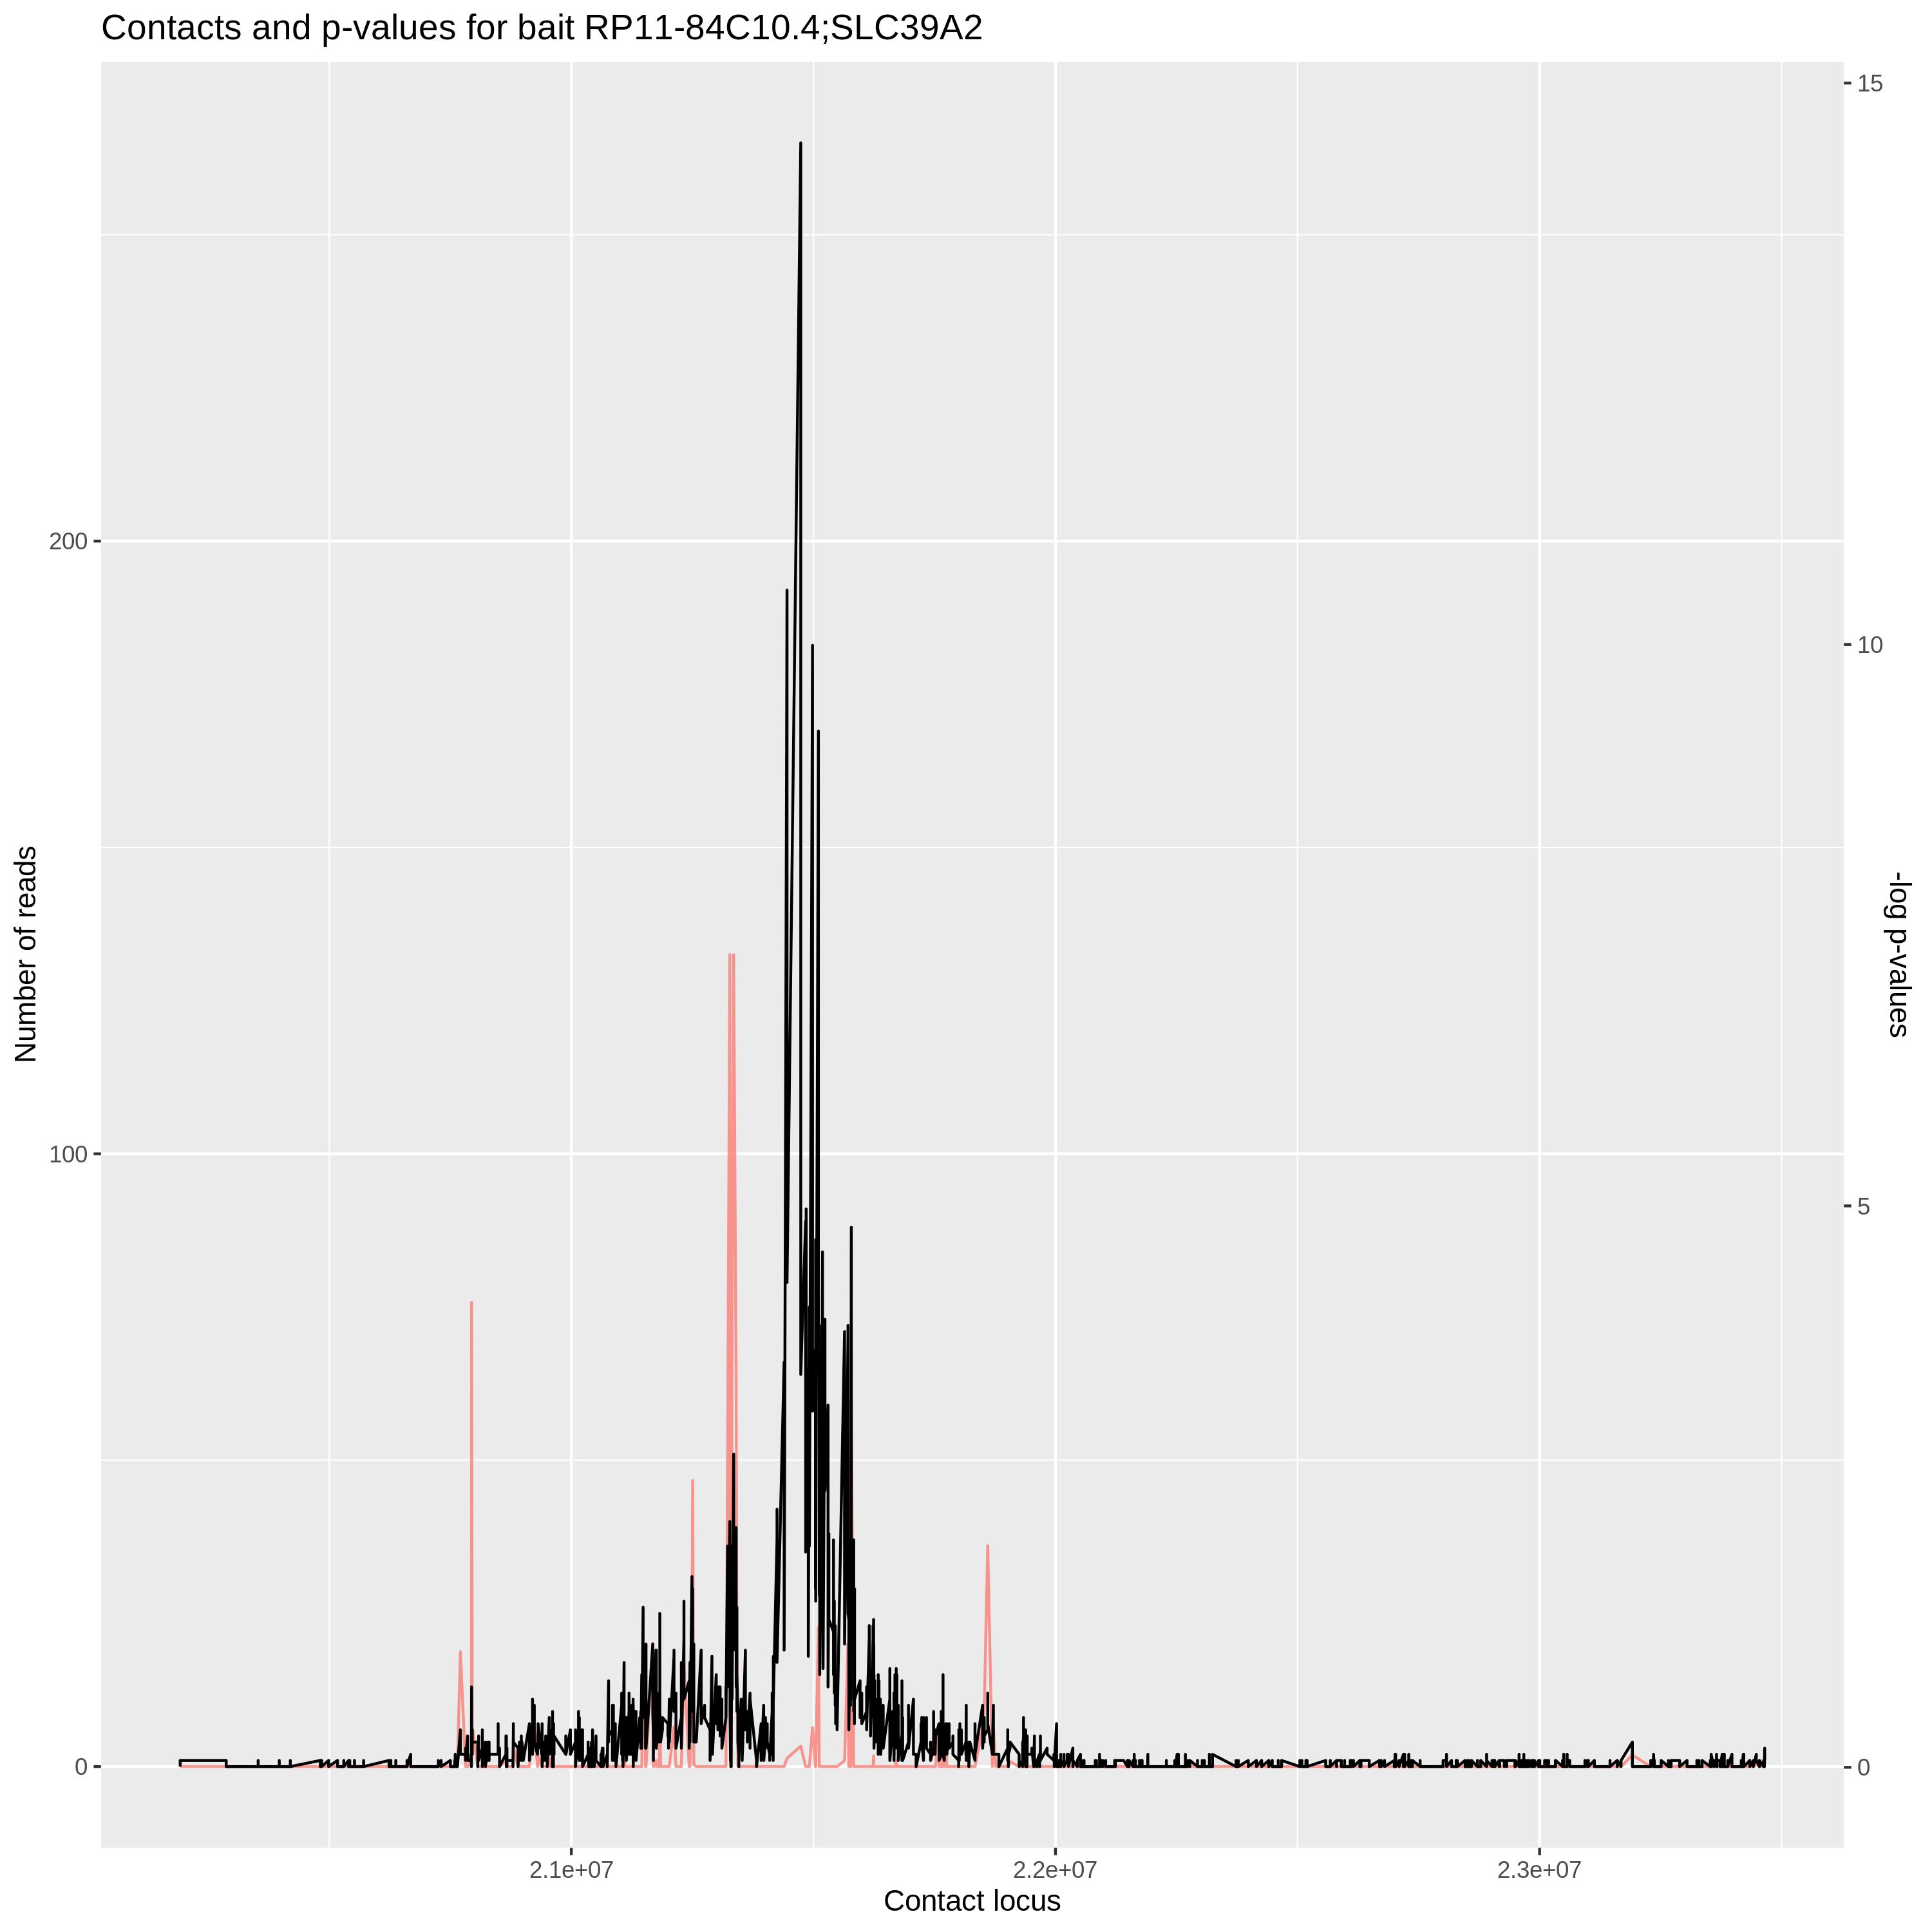 Contacts and p-values for bait RP11-84C10.4;SLC39A2
15
10
5
0
200
100
0
Number of reads
-log p-values
2.1e+07 2.2e+07 2.3e+07
Contact locus